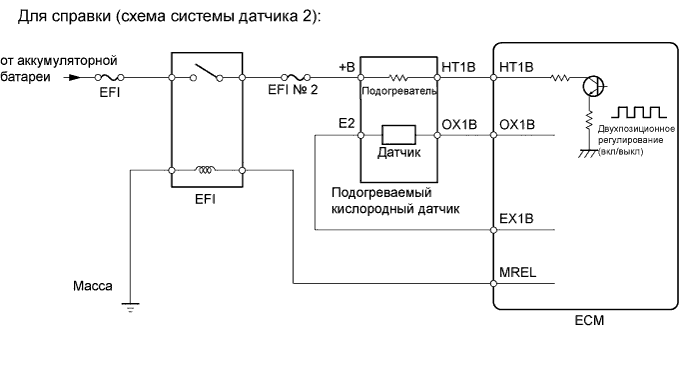 Для справки (схема системы датчика 2):
от аккумуляторной
батареи
EFI
EFI № 2
+B
HT1B
HT1B
Подогреватель
E2
OX1B
OX1B
Датчик
Двухпозиционное
регулирование
(вкл/выкл)
EFI
Подогреваемый
кислородный датчик
EX1B
MREL
Масса
ECM